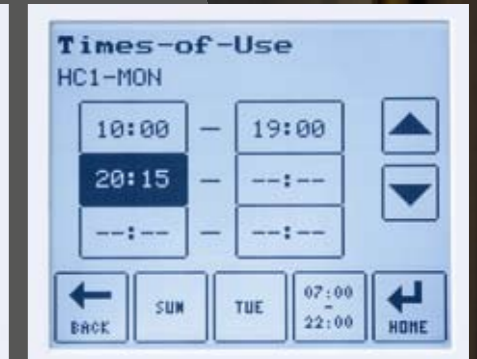 Times-of-Use
HC1-MON
10:00 — 19:00
20:15 — --:--
--:-- — --:--
BACK
SUN
TUE
07:00
-
22:00
HOME